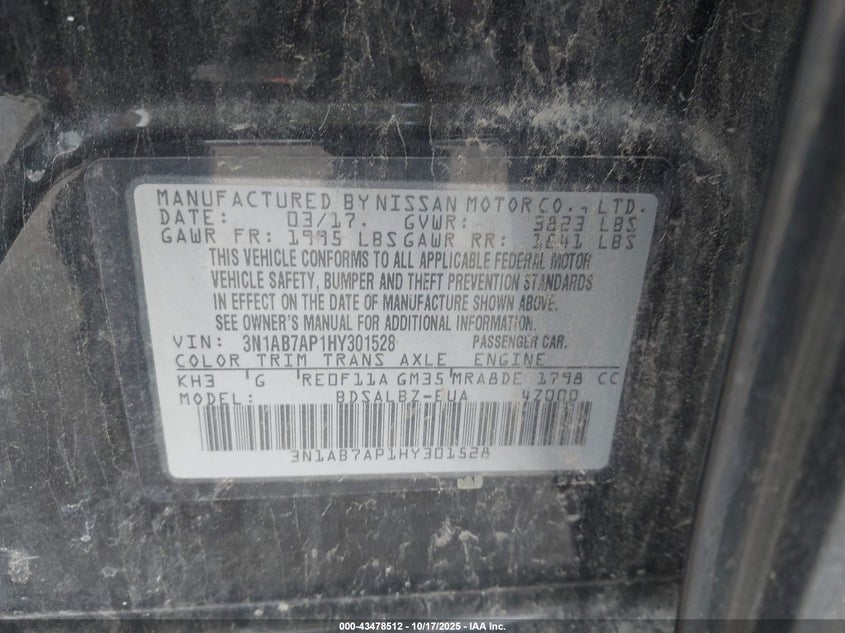 MANUFACTURED BY NISSAN MOTOR CO., LTD.
DATE: 03/17. GVWR: 3823 LBS
GAWR FR: 1995 LBS GAWR RR: 1841 LBS
THIS VEHICLE CONFORMS TO ALL APPLICABLE FEDERAL MOTOR
VEHICLE SAFETY, BUMPER AND THEFT PREVENTION STANDARDS
IN EFFECT ON THE DATE OF MANUFACTURE SHOWN ABOVE.
SEE OWNER'S MANUAL FOR ADDITIONAL INFORMATION.
VIN: 3N1AB7AP1HY301528 PASSENGER CAR.
COLOR TRIM TRANS AXLE ENGINE
KH3 G RE0F11A GM35 MRA8DE 1798 CC
MODEL: BDSALBZ-EUA 4Z000
3N1AB7AP1HY301528
000-43478512 - 10/17/2025 - IAA Inc.